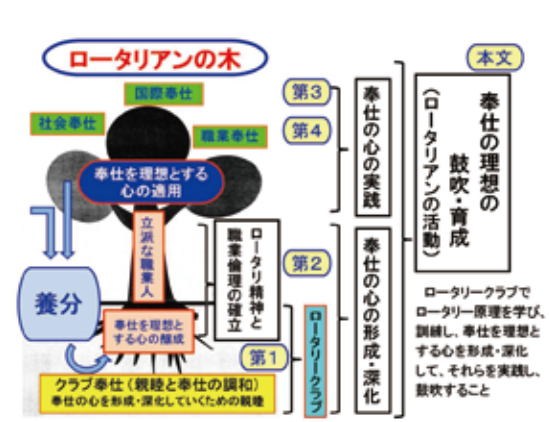 ロータリアンの木
国際奉仕
社会奉仕
職業奉仕
奉仕を理想とする
心の適用
立派な職業人
養分
奉仕を理想と
する心の醸成
クラブ奉仕（親睦と奉仕の調和）
奉仕の心を形成・深化していくための親睦
ロータリ精神と
職業倫理の確立
第3
第4
第2
第1
ロータリークラブ
奉仕の心の実践
奉仕の心の形成・深化
本文
奉仕の理想の
鼓吹・育成
（ロータリアンの活動）
ロータリークラブで
ロータリー原理を学び、
訓練し、奉仕を理想と
する心を形成・深化
して、それらを実践し、
鼓吹すること